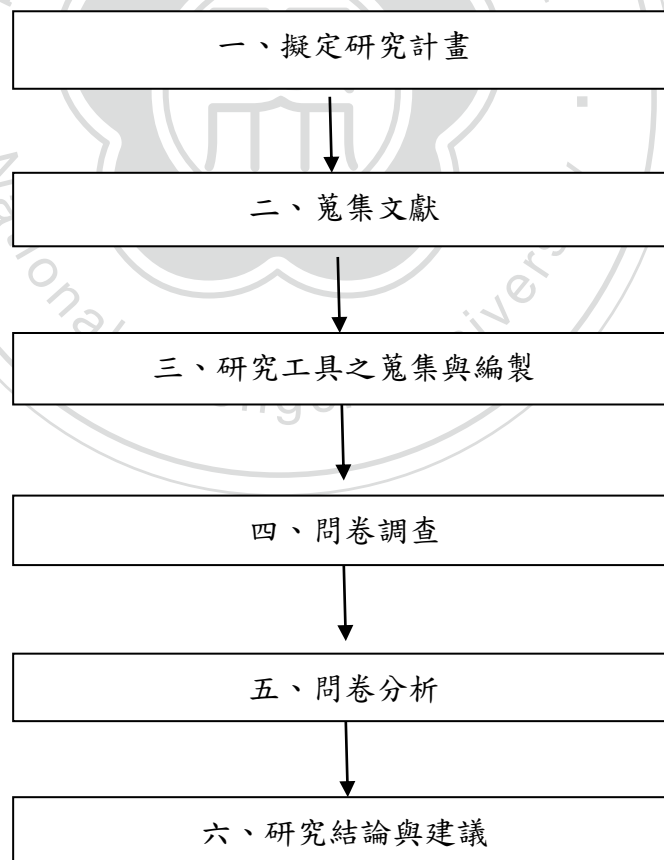 一、擬定研究計畫
二、蒐集文獻
三、研究工具之蒐集與編製
四、問卷調查
五、問卷分析
六、研究結論與建議